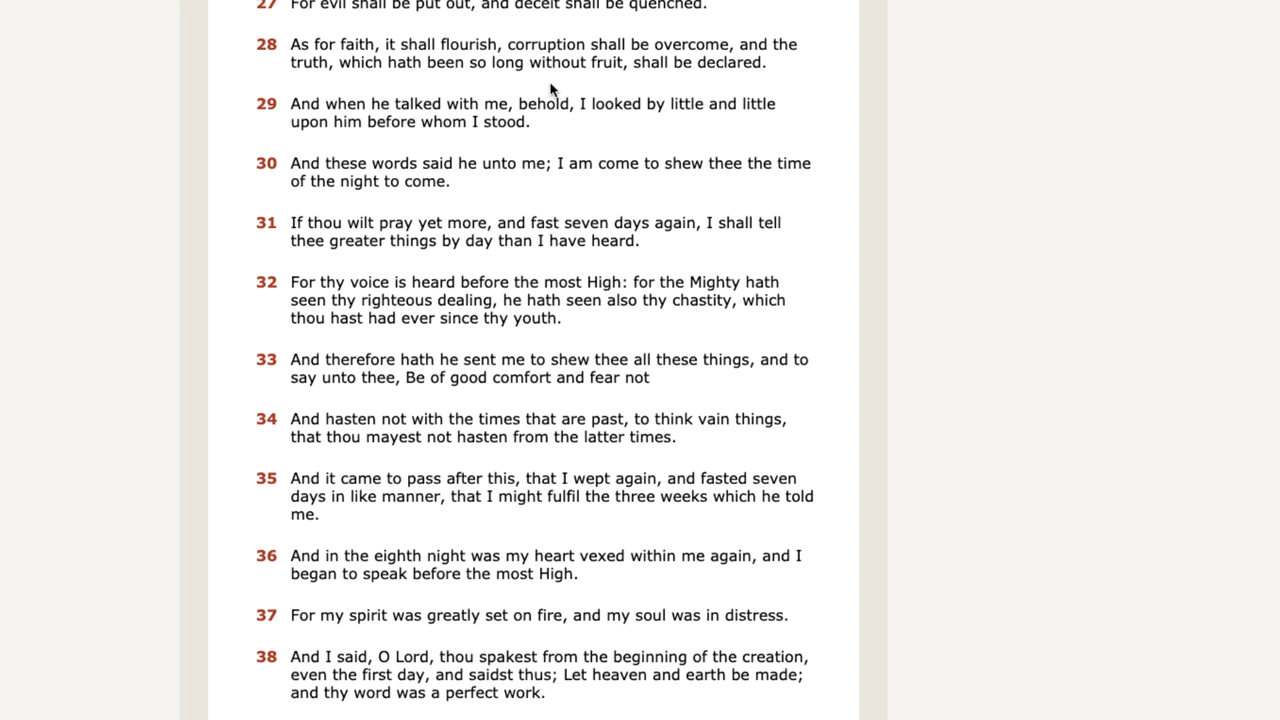 27 For evil shall be put out, and deceit shall be quenched.
28 As for faith, it shall flourish, corruption shall be overcome, and the
truth, which hath been so long without fruit, shall be declared.
29 And when he talked with me, behold, I looked by little and little
upon him before whom I stood.
30 And these words said he unto me; I am come to shew thee the time
of the night to come.
31 If thou wilt pray yet more, and fast seven days again, I shall tell
thee greater things by day than I have heard.
32 For thy voice is heard before the most High: for the Mighty hath
seen thy righteous dealing, he hath seen also thy chastity, which
thou hast had ever since thy youth.
33 And therefore hath he sent me to shew thee all these things, and to
say unto thee, Be of good comfort and fear not
34 And hasten not with the times that are past, to think vain things,
that thou mayest not hasten from the latter times.
35 And it came to pass after this, that I wept again, and fasted seven
days in like manner, that I might fulfil the three weeks which he told
me.
36 And in the eighth night was my heart vexed within me again, and I
began to speak before the most High.
37 For my spirit was greatly set on fire, and my soul was in distress.
38 And I said, O Lord, thou spakest from the beginning of the creation,
even the first day, and saidst thus; Let heaven and earth be made;
and thy word was a perfect work.